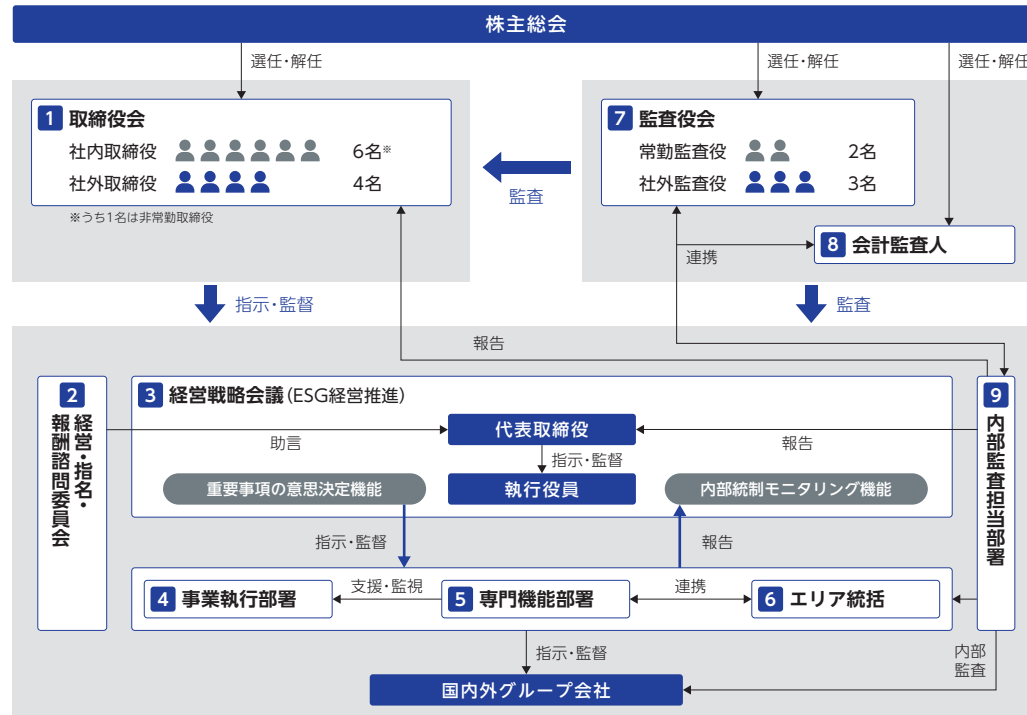 株主総会
選任・解任
選任・解任
選任・解任
1 取締役会
社内取締役 6名※
社外取締役 4名
※うち1名は非常勤取締役
監査
7 監査役会
常勤監査役 2名
社外監査役 3名
連携
8 会計監査人
指示・監督
監査
報告
2 経営・指名・
報酬諮問委員会
3 経営戦略会議(ESG経営推進)
代表取締役
助言
報告
指示・監督
重要事項の意思決定機能
執行役員
内部統制モニタリング機能
9 内部監査担当部署
指示・監督
報告
4 事業執行部署
支援・監視
5 専門機能部署
連携
6 エリア統括
指示・監督
内部
監査
国内外グループ会社